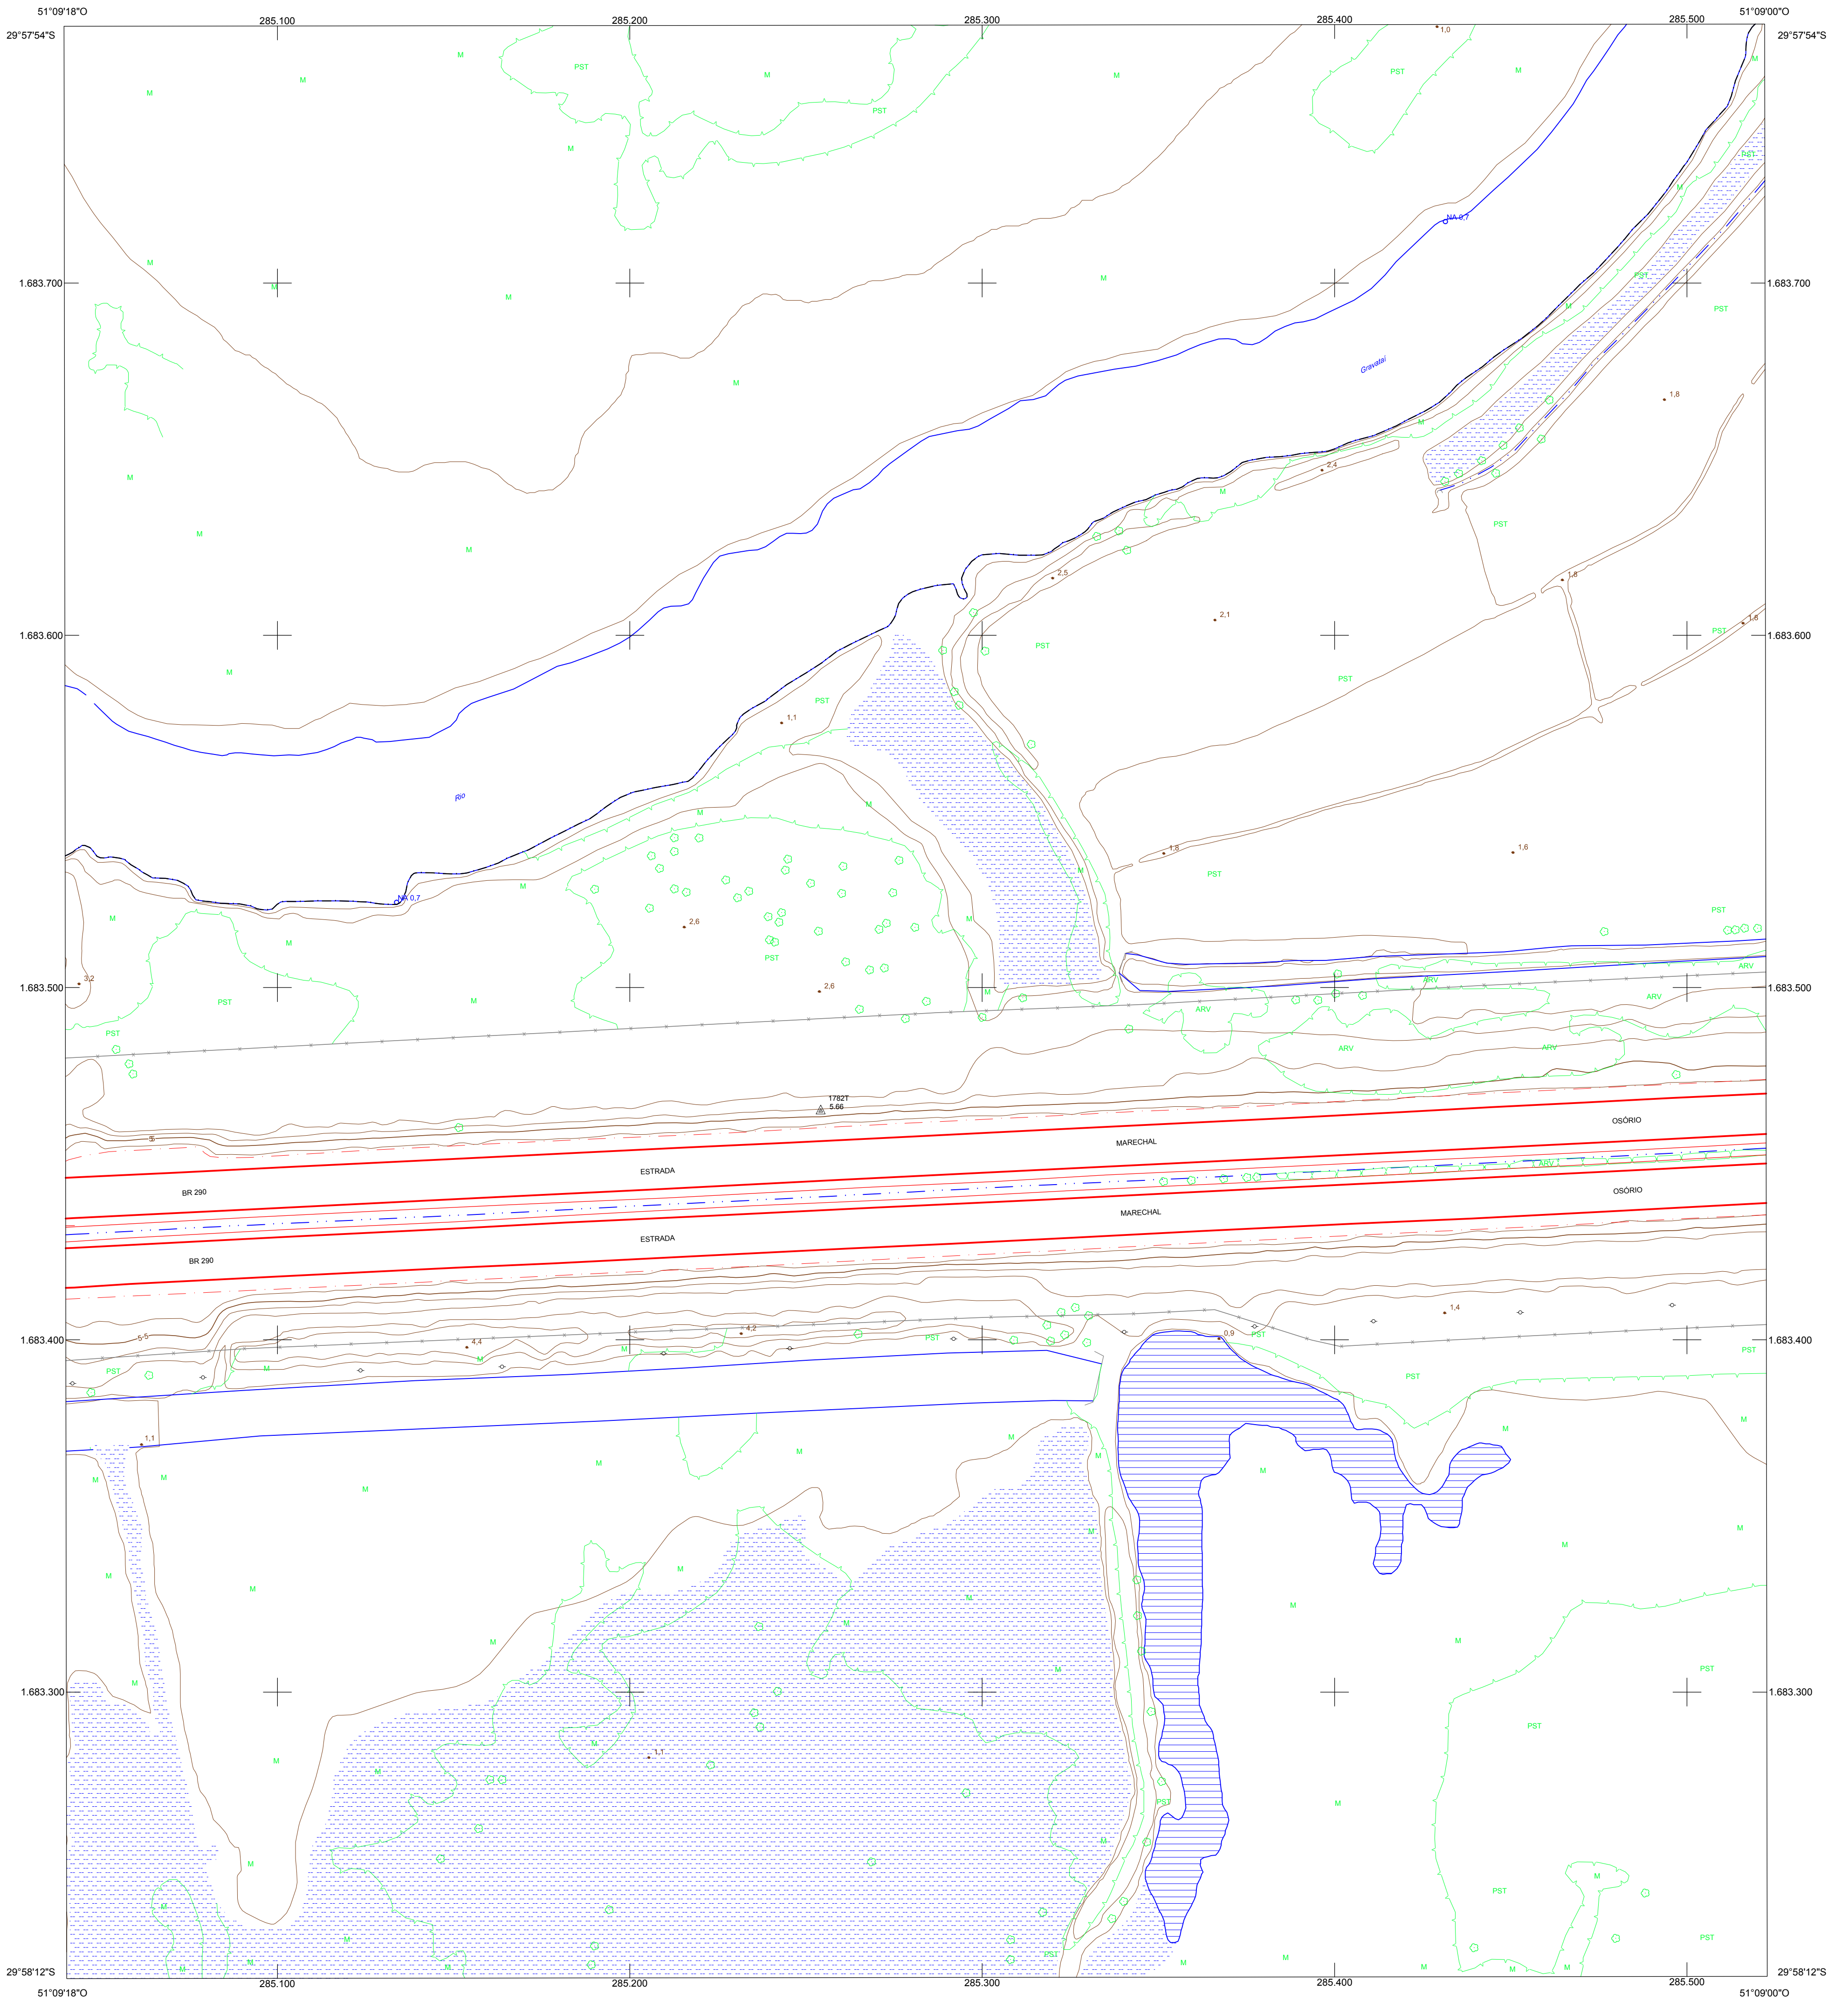 51°09'18"O
285.100 285.200 285.300 285.400 285.500
51°09'00"O
29°57'54"S
29°57'54"S
1,0
M M PST M M PST M M
M PST
M PST
M
NA 0,7
M M PST
1.683.700 M M 1.683.700
M PST
Gravataí
M
1,8
M
2,4
M M
M PST
M
2,5 1,8
2,1 1,8
1.683.600 PST PST 1.683.600
M PST
PST
1,1
Rio
M M
1,8 1,6
M PST
M NA 0,7
M 2,6 M PST
M
PST
3,2 2,6 ARV
1.683.500 PST M M ARV ARV 1.683.500
PST ARV
ARV ARV
1782T
5.66
5
OSÓRIO
MARECHAL
ESTRADA ARV
BR 290 OSÓRIO
MARECHAL
ESTRADA
BR 290
1,4
5 5 4,2 PST PST
1.683.400 4,4 0,9 1.683.400
M M PST
PST M PST
M
M M
1,1 M M
M M M M
M
M M
M
M M M
M M M
M
M M
M M PST
1.683.300 1.683.300
PST
M
M 1,1
M
PST M
M
M M
PST
M
M PST
M PST
M M M M
M M M M M
29°58'12"S
29°58'12"S
285.100 285.200 285.300 285.400 285.500
51°09'18"O
51°09'00"O